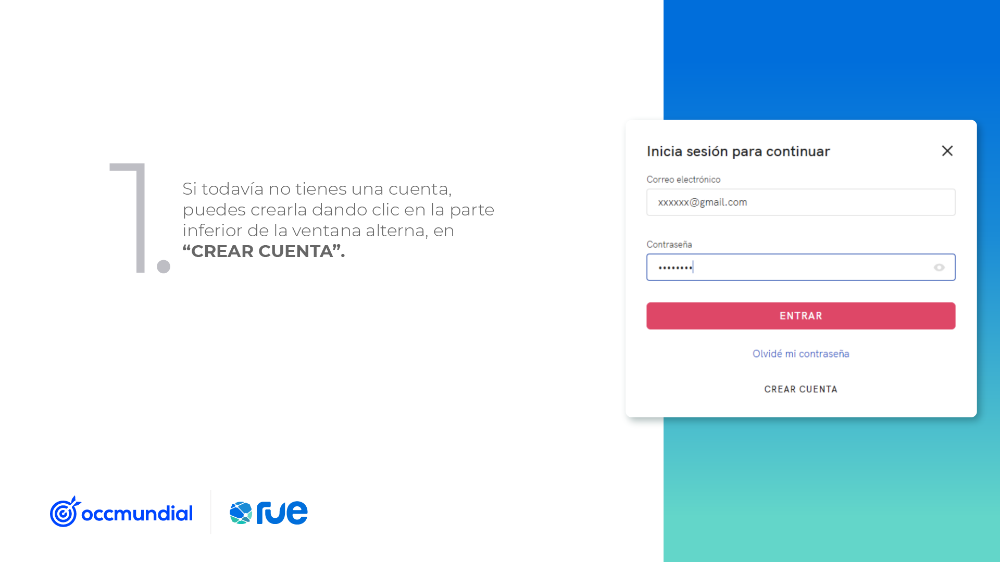 1.
Si todavía no tienes una cuenta,
puedes crearla dando clic en la parte
inferior de la ventana alterna, en
“CREAR CUENTA”.
Inicia sesión para continuar
Correo electrónico
xxxxxx@gmail.com
Contraseña
••••••••
ENTRAR
Olvidé mi contraseña
CREAR CUENTA
occmundial
rue